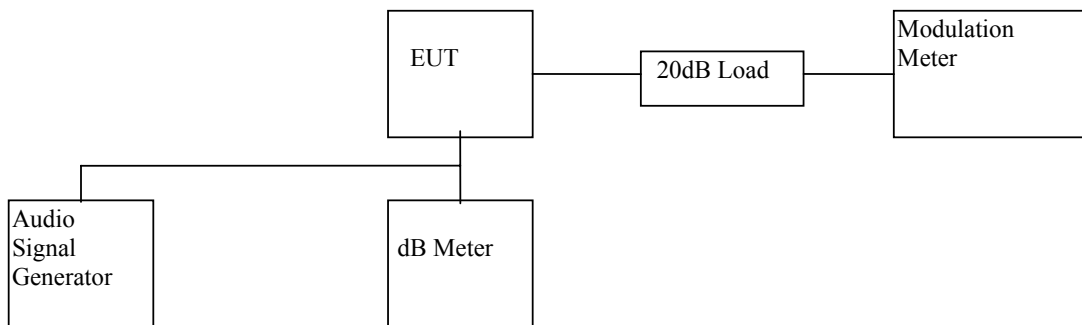 EUT
20dB Load
Modulation
Meter
Audio
Signal
Generator
dB Meter